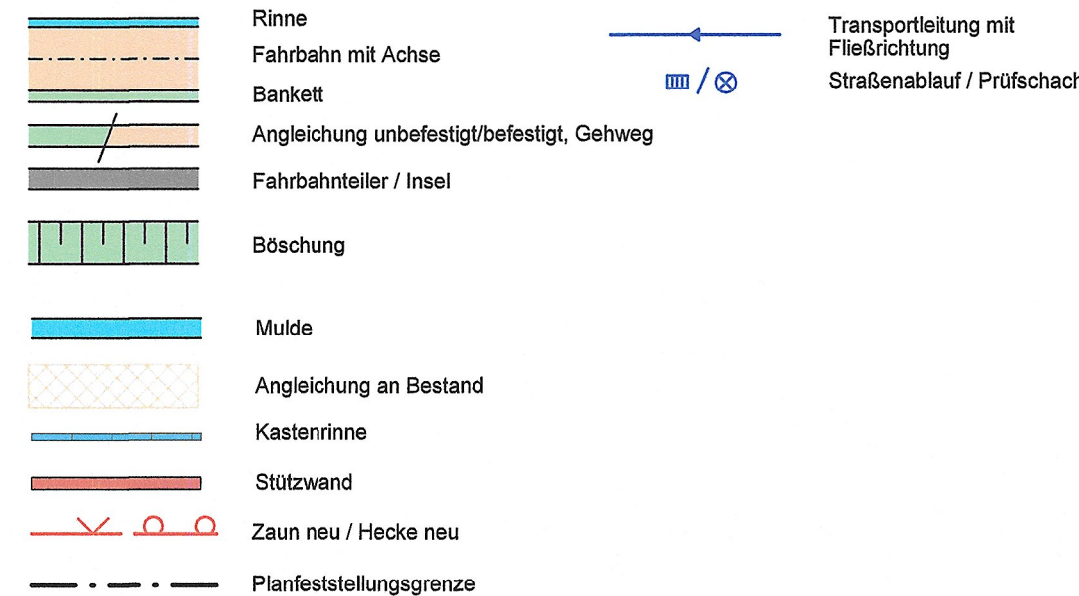 Rinne
Fahrbahn mit Achse
Bankett
Angleichung unbefestigt/befestigt, Gehweg
Fahrbahnteiler / Insel
Böschung
Mulde
Angleichung an Bestand
Kastenrinne
Stützwand
Zaun neu / Hecke neu
Planfeststellungsgrenze
Transportleitung mit
Fließrichtung
Straßenablauf / Prüfschach